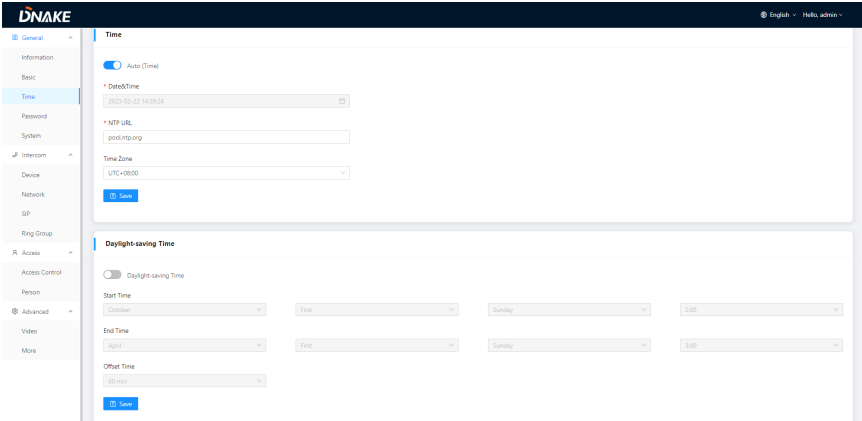 DNAKE
English
Hello, admin
General
Information
Basic
Time
Password
System
Intercom
Device
Network
SIP
Ring Group
Access
Access Control
Person
Advanced
Video
More
Time
Auto (Time)
* Date&Time
2023-02-22 14:39:24
* NTP URL
pool.ntp.org
Time Zone
UTC+08:00
Save
Daylight-saving Time
Daylight-saving Time
Start Time
October First Sunday 2:00
End Time
April First Sunday 3:00
Offset Time
60 min
Save